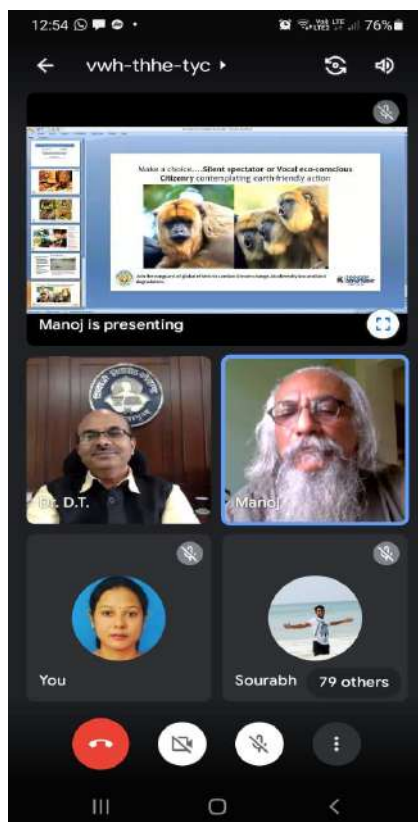 12:54
76%
vwh-thhe-tyc
Make a choice....Silent spectator or Vocal eco-conscious
Citizenry contemplating earth-friendly action
Manoj is presenting
Dr. D.T.
Manoj
You
Sourabh
79 others